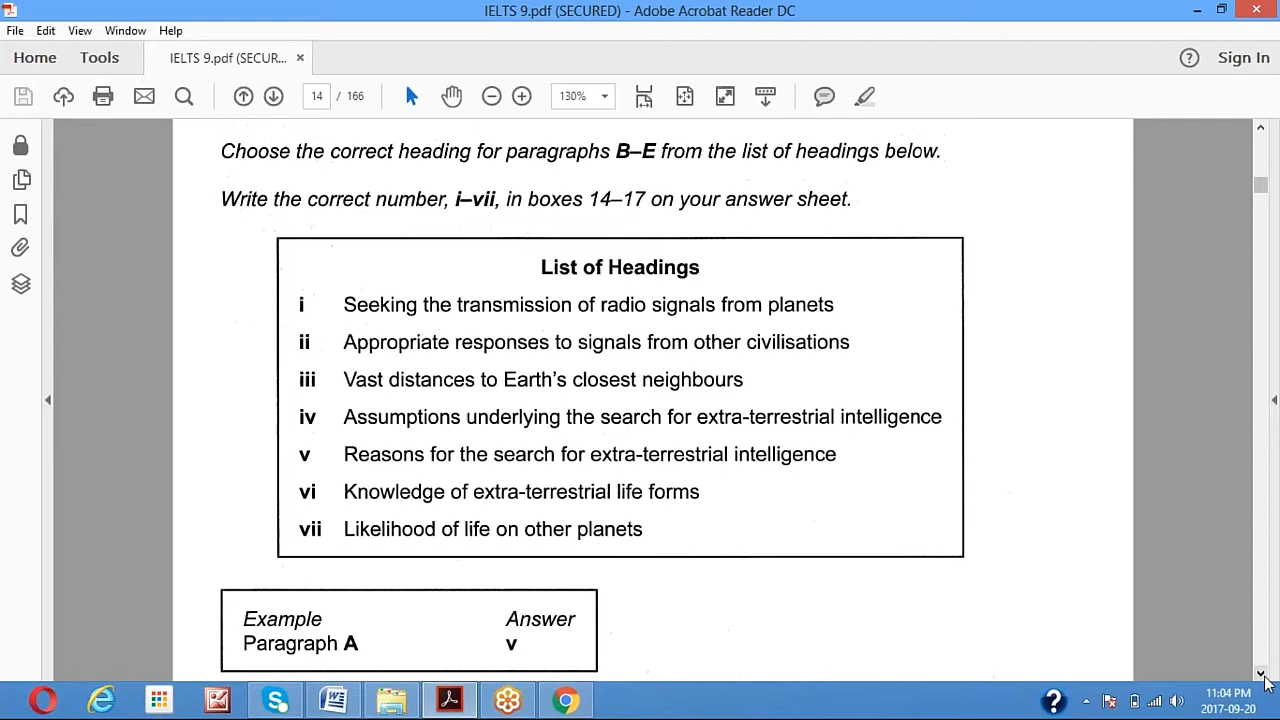 IELTS 9.pdf (SECURED) - Adobe Acrobat Reader DC
File Edit View Window Help
Home Tools IELTS 9.pdf (SECUR... × Sign In
14 / 166 130%
Choose the correct heading for paragraphs B–E from the list of headings below.
Write the correct number, i–vii, in boxes 14–17 on your answer sheet.
List of Headings
i Seeking the transmission of radio signals from planets
ii Appropriate responses to signals from other civilisations
iii Vast distances to Earth's closest neighbours
iv Assumptions underlying the search for extra-terrestrial intelligence
v Reasons for the search for extra-terrestrial intelligence
vi Knowledge of extra-terrestrial life forms
vii Likelihood of life on other planets
Example Answer
Paragraph A v
11:04 PM
2017-09-20